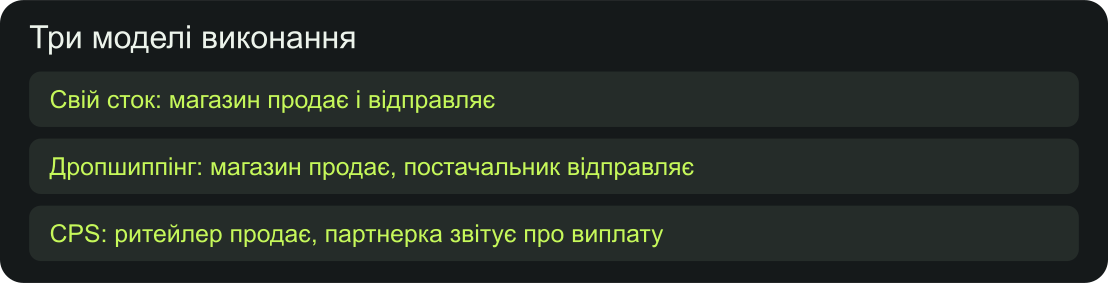 Три моделі виконання
Свій сток: магазин продає і відправляє
Дропшиппінг: магазин продає, постачальник відправляє
CPS: ритейлер продає, партнерка звітує про виплату